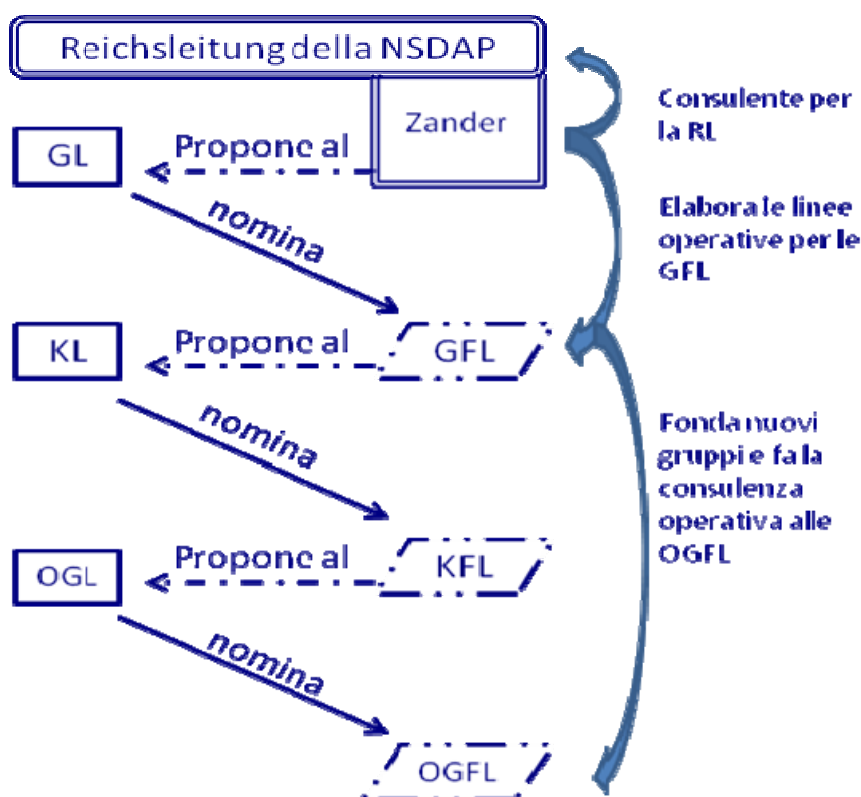 Reichsleitung della NSDAP
Zander
Consulente per
la RL
GL
Propone al
nomina
Elabora le linee
operative per le
GFL
KL
Propone al
GFL
nomina
Fonda nuovi
gruppi e fa la
consulenza
operativa alle
OGFL
OGL
Propone al
KFL
nomina
OGFL